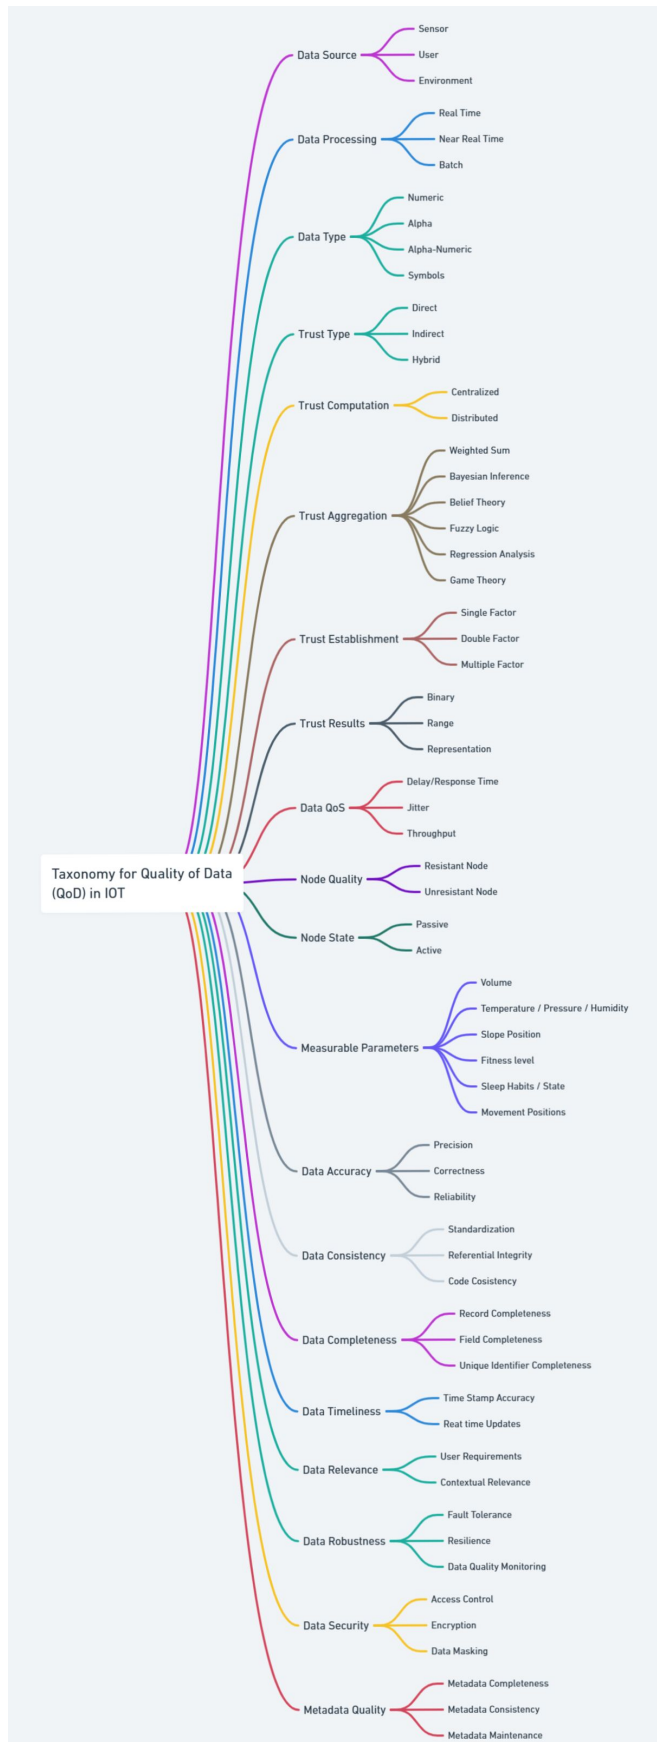 Sensor
Data Source
User
Environment
Real Time
Data Processing
Near Real Time
Batch
Numeric
Alpha
Data Type
Alpha-Numeric
Symbols
Direct
Trust Type
Indirect
Hybrid
Centralized
Trust Computation
Distributed
Weighted Sum
Bayesian Inference
Belief Theory
Trust Aggregation
Fuzzy Logic
Regression Analysis
Game Theory
Single Factor
Trust Establishment
Double Factor
Multiple Factor
Binary
Trust Results
Range
Representation
Delay/Response Time
Data QoS
Jitter
Throughput
Taxonomy for Quality of Data
(QoD) in IOT
Resistant Node
Node Quality
Unresistant Node
Passive
Node State
Active
Volume
Temperature / Pressure / Humidity
Slope Position
Measurable Parameters
Fitness level
Sleep Habits / State
Movement Positions
Precision
Data Accuracy
Correctness
Reliability
Standardization
Data Consistency
Referential Integrity
Code Cosistency
Record Completeness
Data Completeness
Field Completeness
Unique Identifier Completeness
Time Stamp Accuracy
Data Timeliness
Reat time Updates
User Requirements
Data Relevance
Contextual Relevance
Fault Tolerance
Data Robustness
Resilience
Data Quality Monitoring
Access Control
Data Security
Encryption
Data Masking
Metadata Completeness
Metadata Quality
Metadata Consistency
Metadata Maintenance